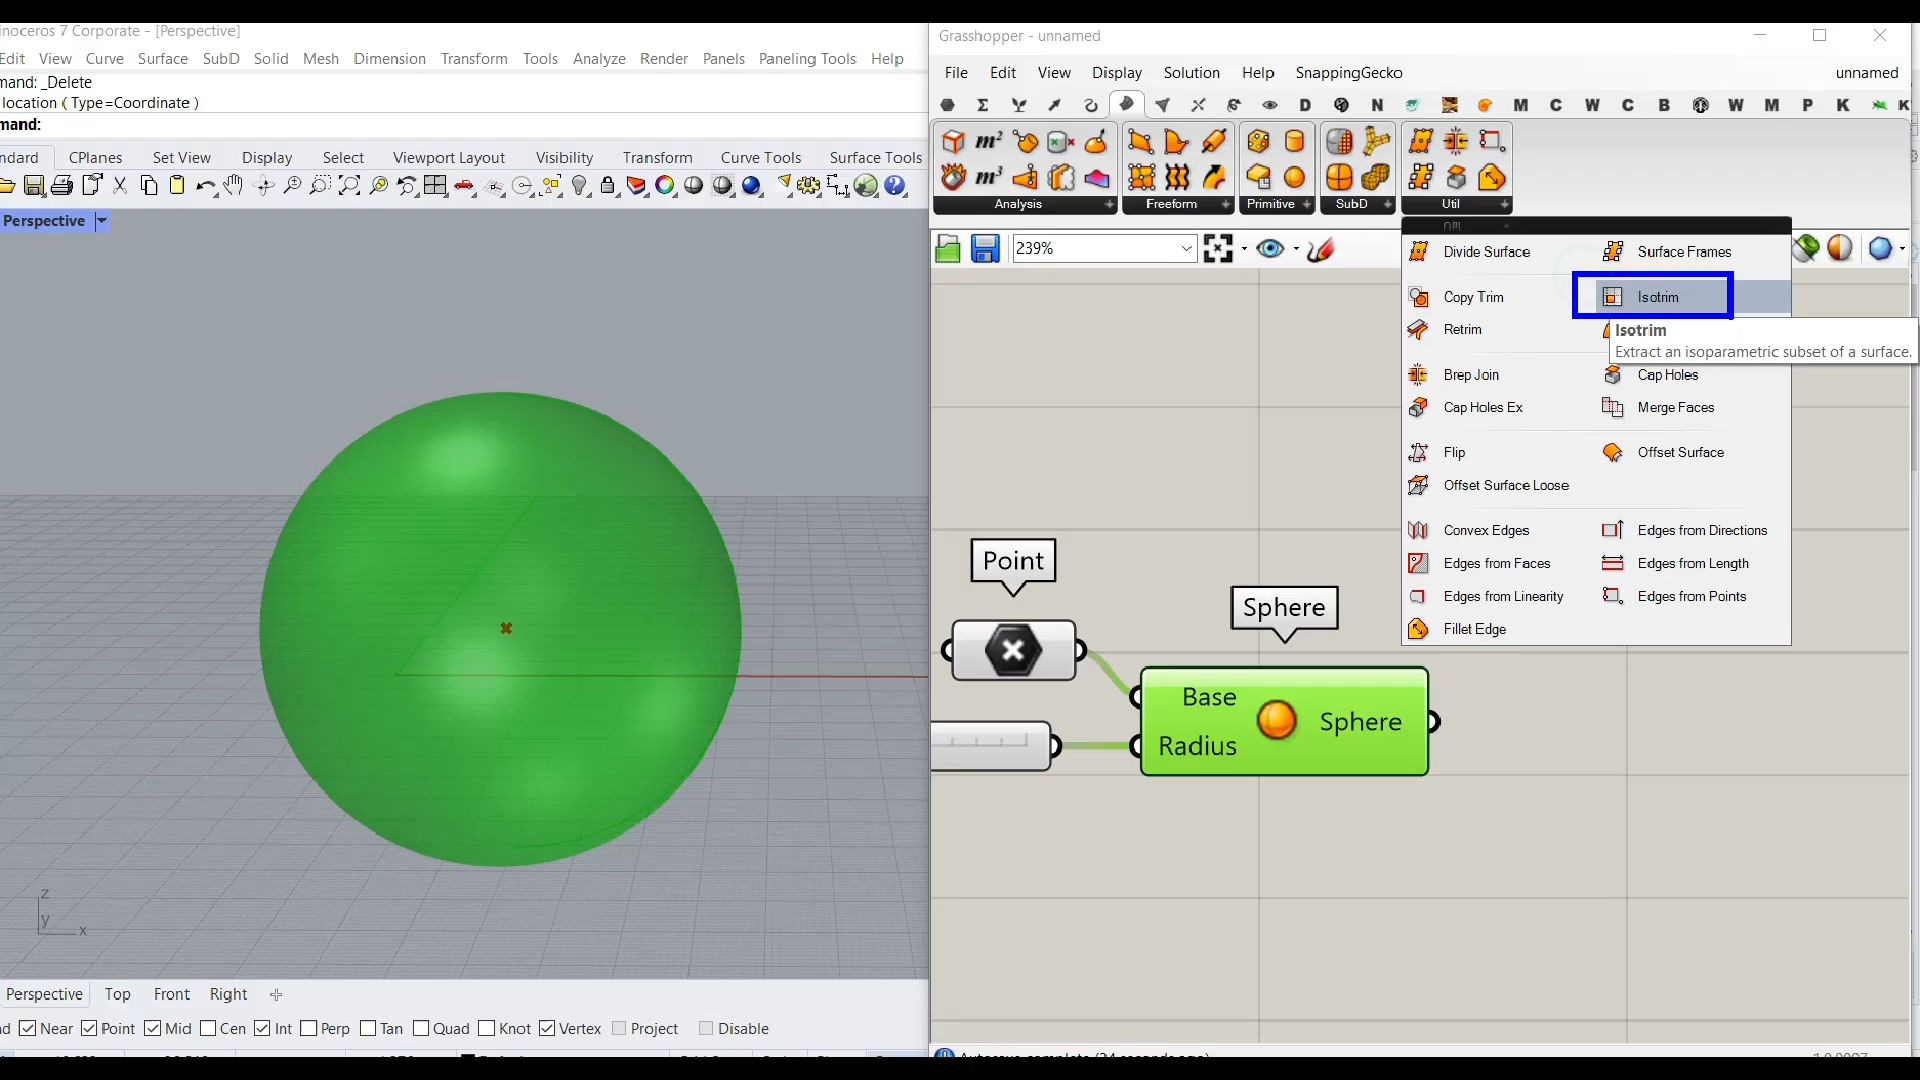 inoceros 7 Corporate - [Perspective]
Edit View Curve Surface SubD Solid Mesh Dimension Transform Tools Analyze Render Panels Paneling Tools Help
mand: _Delete
location ( Type=Coordinate )
mand:
ndard CPlanes Set View Display Select Viewport Layout Visibility Transform Curve Tools Surface Tools
Perspective
z
y
x
Perspective Top Front Right
Near Point Mid Cen Int Perp Tan Quad Knot Vertex Project Disable
Grasshopper - unnamed
File Edit View Display Solution Help SnappingGecko unnamed
D N M C W C B W M P K K
m²
m³
Analysis Freeform Primitive SubD Util
239%
Divide Surface Surface Frames
Copy Trim Isotrim
Retrim
Isotrim
Extract an isoparametric subset of a surface.
Brep Join Cap Holes
Cap Holes Ex Merge Faces
Flip Offset Surface
Offset Surface Loose
Convex Edges Edges from Directions
Edges from Faces Edges from Length
Edges from Linearity Edges from Points
Fillet Edge
Point
Sphere
Base
Radius
Sphere